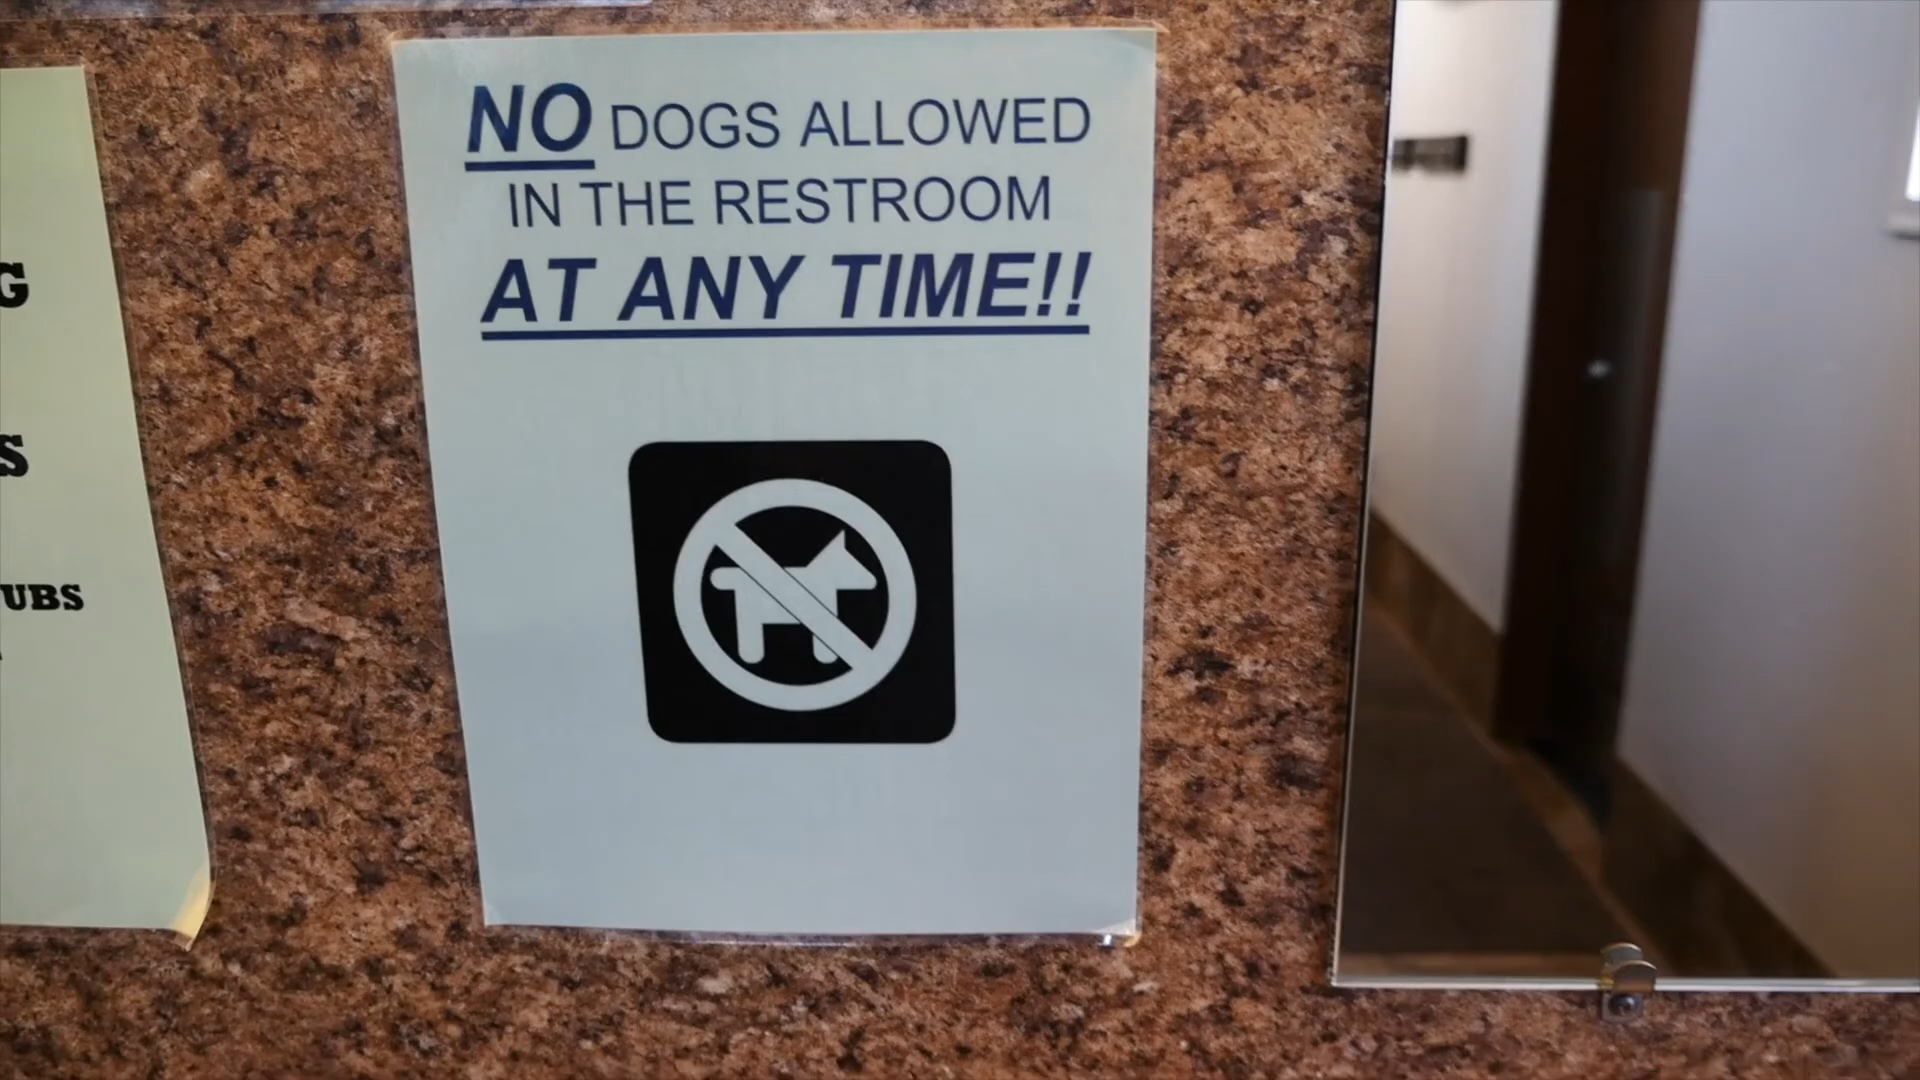 NO DOGS ALLOWED
IN THE RESTROOM
AT ANY TIME!!
G
S
UBS